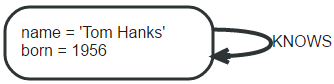 name = 'Tom Hanks'
born = 1956
KNOWS